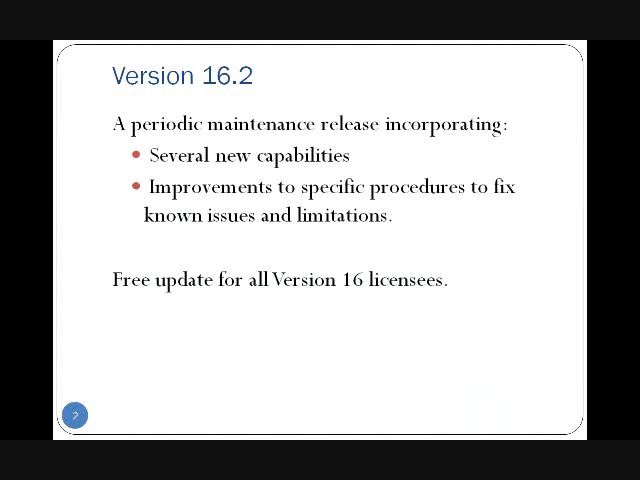 Version 16.2
A periodic maintenance release incorporating:
• Several new capabilities
• Improvements to specific procedures to fix
known issues and limitations.
Free update for all Version 16 licensees.
2